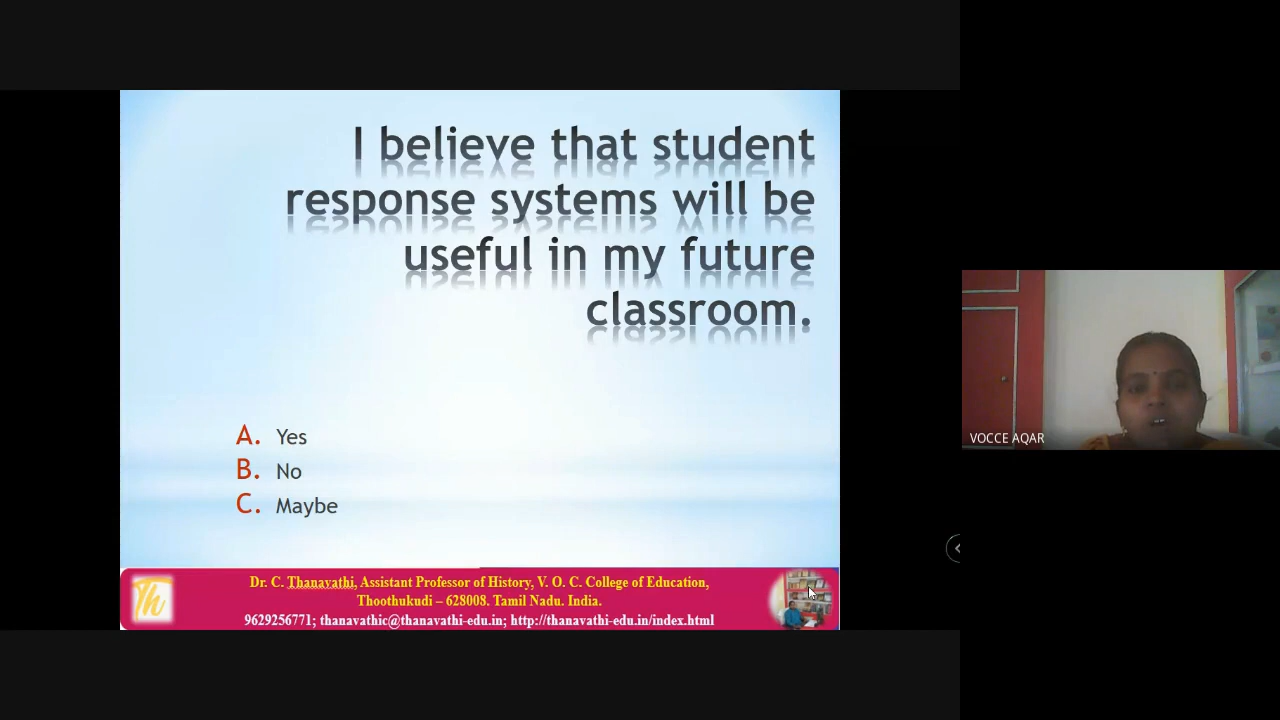 I believe that student
response systems will be
useful in my future
classroom.
A. Yes
B. No
C. Maybe
Th
Dr. C. Thanavathi, Assistant Professor of History, V. O. C. College of Education,
Thoothukudi – 628008. Tamil Nadu. India.
9629256771; thanavathic@thanavathi-edu.in; http://thanavathi-edu.in/index.html
VOCCE AQAR